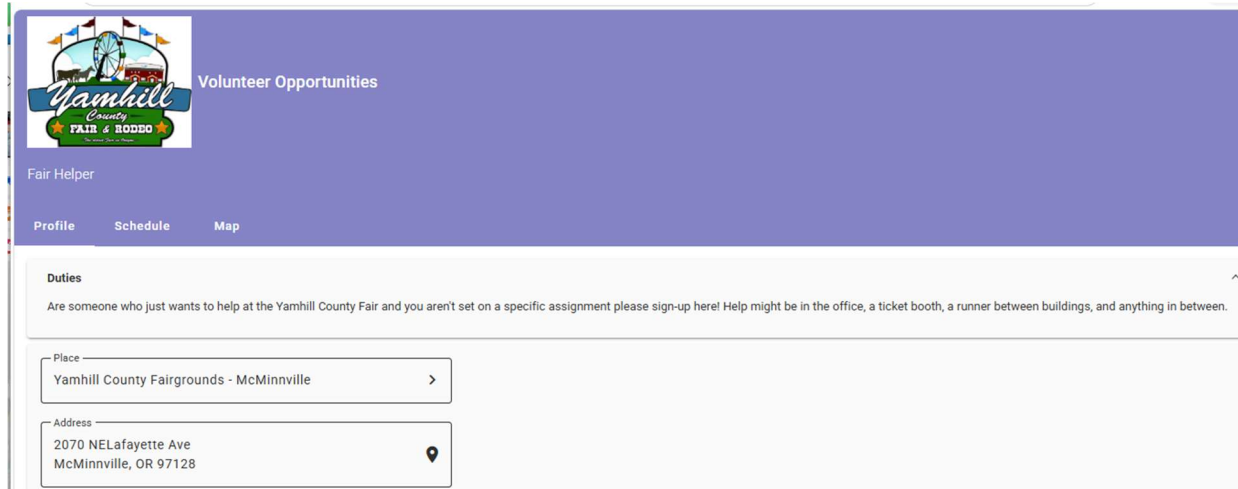 Yamhill
County
FAIR & RODEO
Volunteer Opportunities
Fair Helper
Profile Schedule Map
Duties
Are someone who just wants to help at the Yamhill County Fair and you aren't set on a specific assignment please sign-up here! Help might be in the office, a ticket booth, a runner between buildings, and anything in between.
Place
Yamhill County Fairgrounds - McMinnville
Address
2070 NELafayette Ave
McMinnville, OR 97128